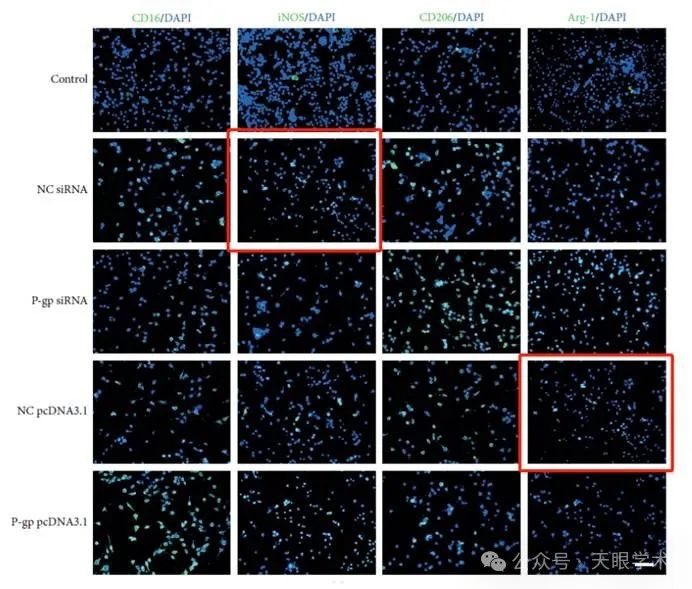 CD16/DAPI iNOS/DAPI CD206/DAPI Arg-1/DAPI
Control
NC siRNA
P-gp siRNA
NC pcDNA3.1
P-gp pcDNA3.1
公众号 · 天眼学术